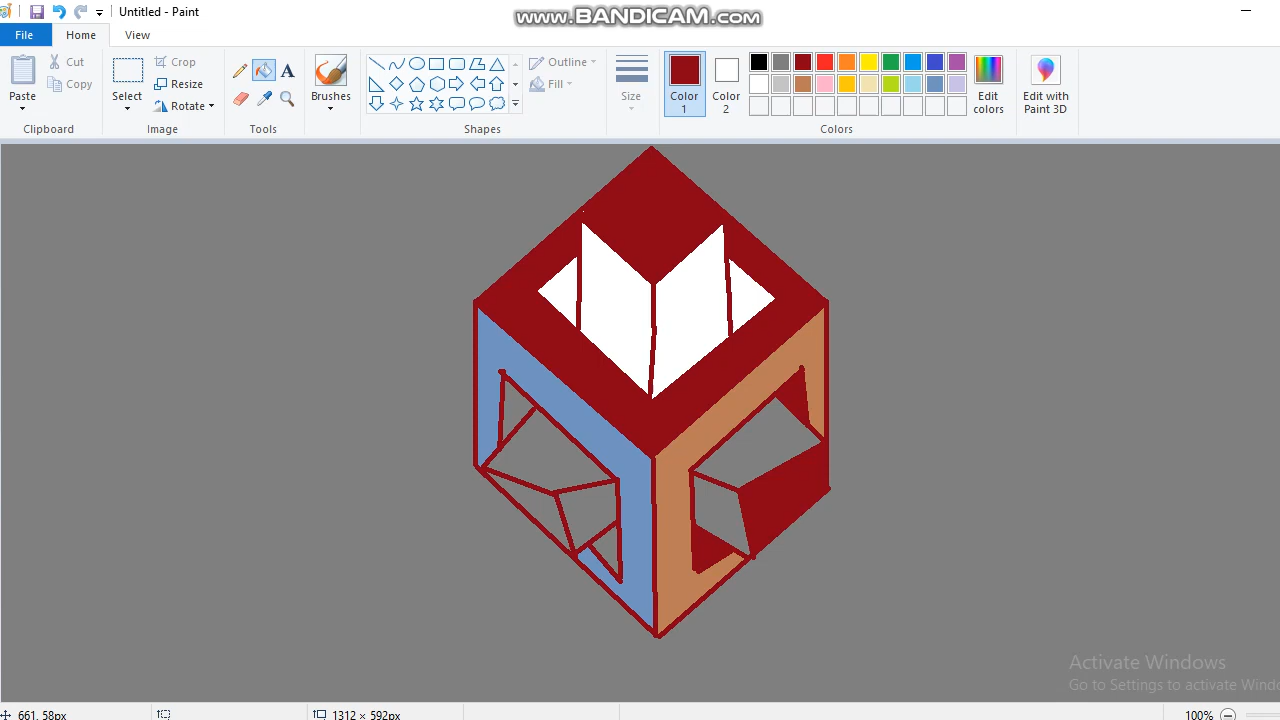 www.BANDICAM.com
Untitled - Paint
File Home View
Paste Cut Copy
Clipboard
Select Crop Resize Rotate
Image
A
Tools
Brushes
Outline Fill
Shapes
Size
Color 1
Color 2
Edit colors
Colors
Edit with Paint 3D
Activate Windows
Go to Settings to activate Wind
661, 58px
1312 × 592px
100%